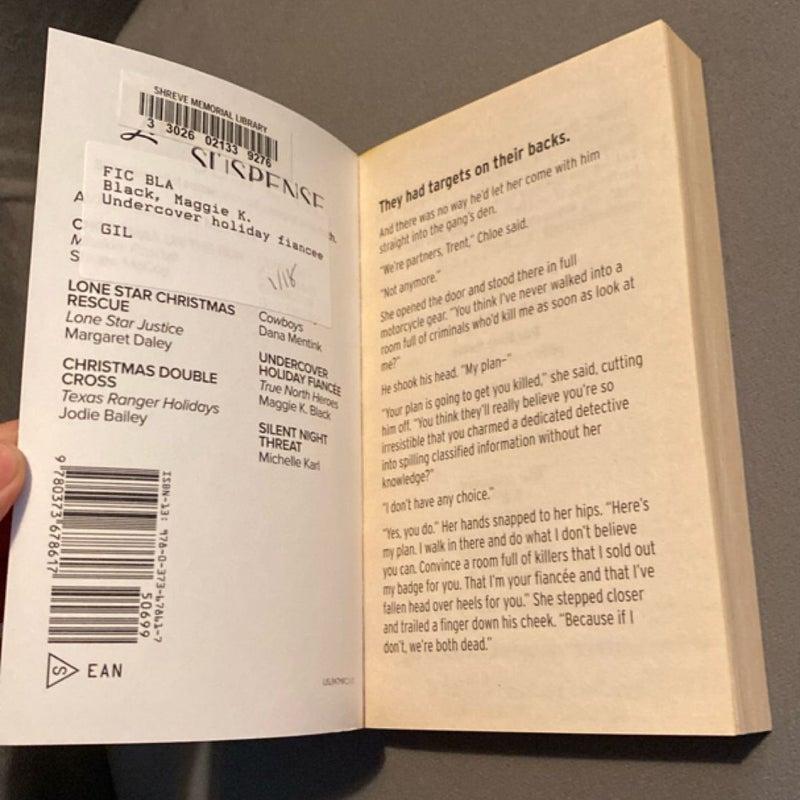 SHREVE MEMORIAL LIBRARY
3 3026 02133 9276
SUSPENSE
FIC BLA
Black, Maggie K.
Undercover holiday fiancee
GIL
1/18
LONE STAR CHRISTMAS
RESCUE
Lone Star Justice
Margaret Daley
CHRISTMAS DOUBLE
CROSS
Texas Ranger Holidays
Jodie Bailey
Cowboys
Dana Mentink
UNDERCOVER
HOLIDAY FIANCÉE
True North Heroes
Maggie K. Black
SILENT NIGHT
THREAT
Michelle Karl
9 780373 678617
ISBN-13: 978-0-373-67861-7
50699
S EAN
They had targets on their backs.
And there was no way he'd let her come with him
straight into the gang's den.
"We're partners, Trent," Chloe said.
"Not anymore."
She opened the door and stood there in full
motorcycle gear. "You think I've never walked into a
room full of criminals who'd kill me as soon as look at
me?"
He shook his head. "My plan–"
"Your plan is going to get you killed," she said, cutting
him off. "You think they'll really believe you're so
irresistible that you charmed a dedicated detective
into spilling classified information without her
knowledge?"
"I don't have any choice."
"Yes, you do." Her hands snapped to her hips. "Here's
my plan. I walk in there and do what I don't believe
you can. Convince a room full of killers that I sold out
my badge for you. That I'm your fiancée and that I've
fallen head over heels for you." She stepped closer
and trailed a finger down his cheek. "Because if I
don't, we're both dead."